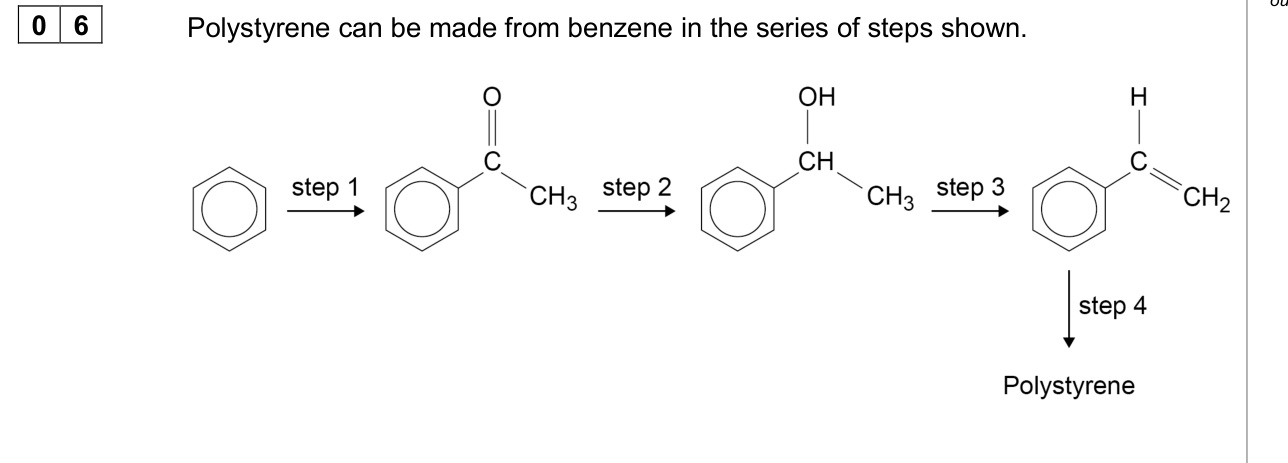 ou
0 6 Polystyrene can be made from benzene in the series of steps shown.
O OH H
C CH C
step 1 CH3 step 2 CH3 step 3 CH2
step 4
Polystyrene